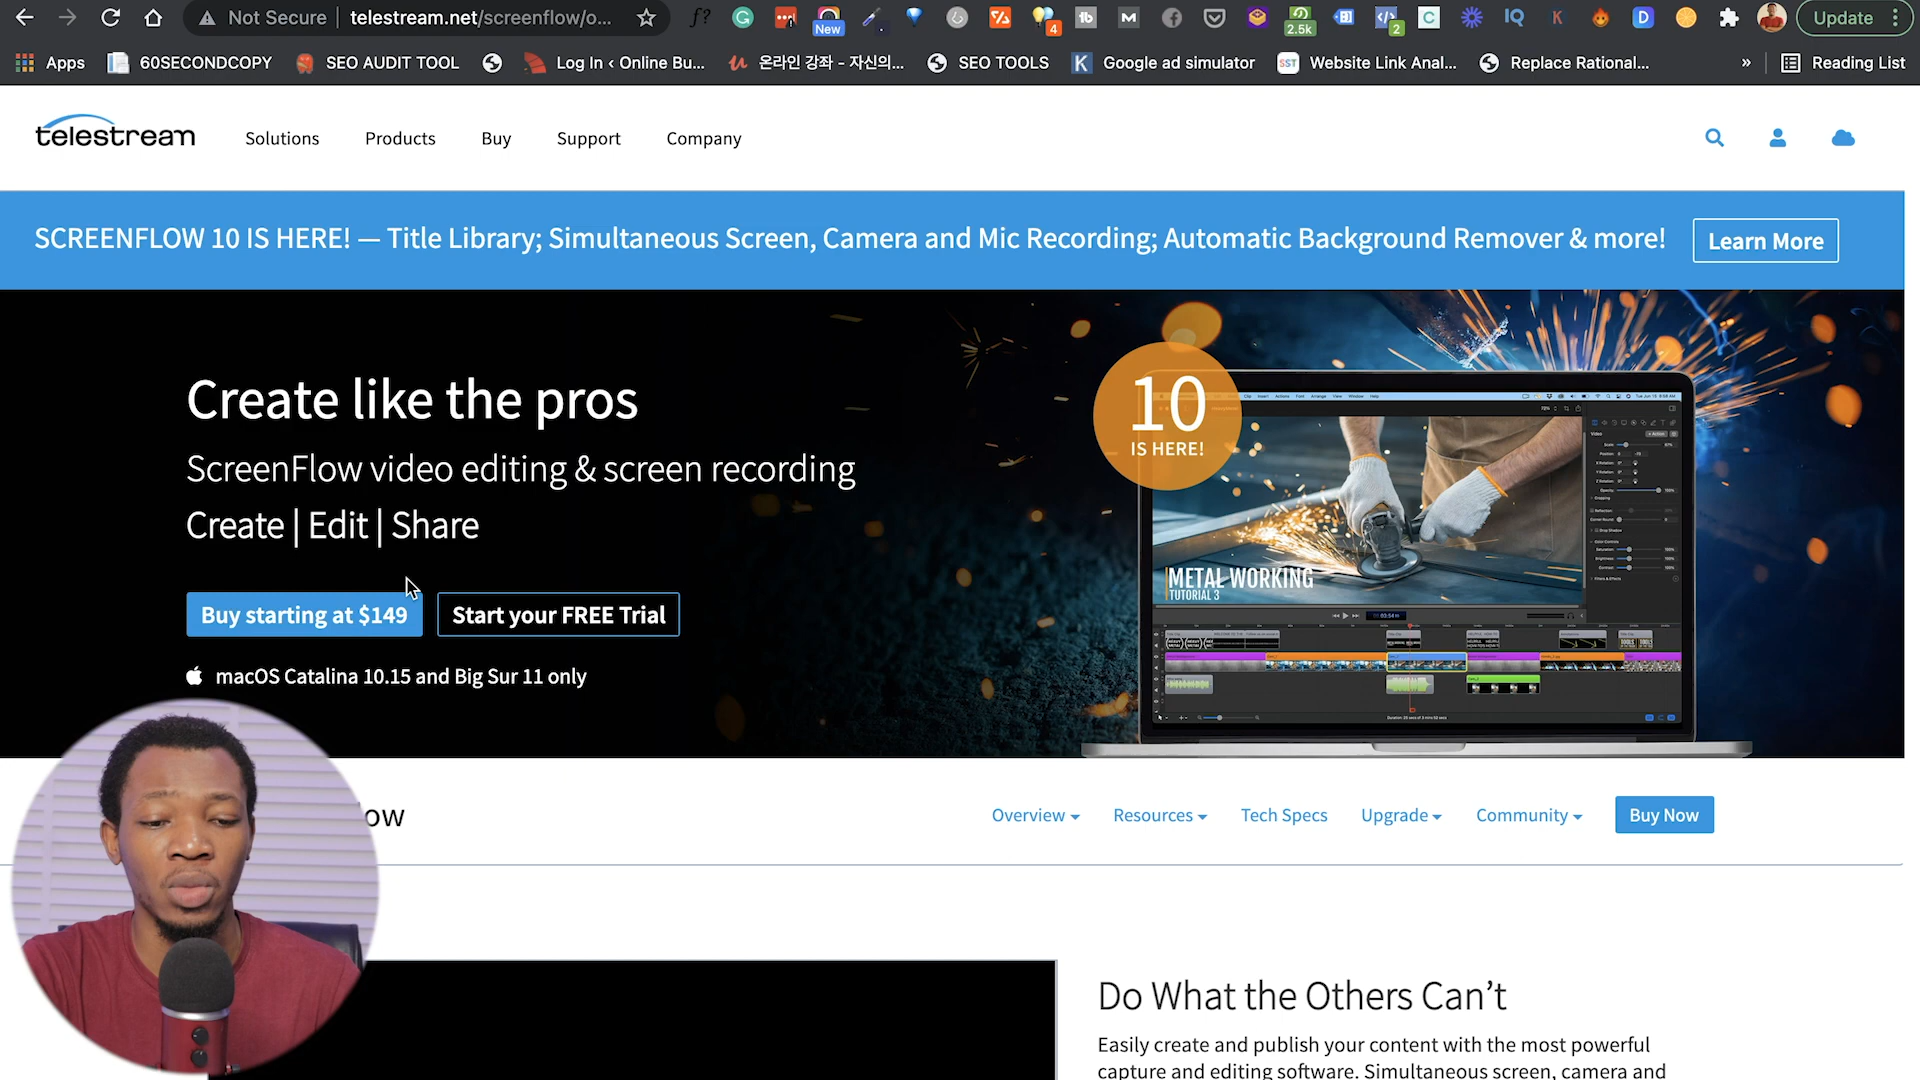 Not Secure | telestream.net/screenflow/o...
f?
New
4
2.5k
2
IQ
K
D
Update
Apps
60SECONDCOPY
SEO AUDIT TOOL
Log In ‹ Online Bu...
온라인 강좌 - 자신의...
SEO TOOLS
K
Google ad simulator
SST
Website Link Anal...
Replace Rational...
»
Reading List
telestream
Solutions
Products
Buy
Support
Company
SCREENFLOW 10 IS HERE! — Title Library; Simultaneous Screen, Camera and Mic Recording; Automatic Background Remover & more!
Learn More
Create like the pros
ScreenFlow video editing & screen recording
Create | Edit | Share
Buy starting at $149
Start your FREE Trial
macOS Catalina 10.15 and Big Sur 11 only
10
IS HERE!
METAL WORKING
TUTORIAL 3
ow
Overview
Resources
Tech Specs
Upgrade
Community
Buy Now
Do What the Others Can’t
Easily create and publish your content with the most powerful
capture and editing software. Simultaneous screen, camera and